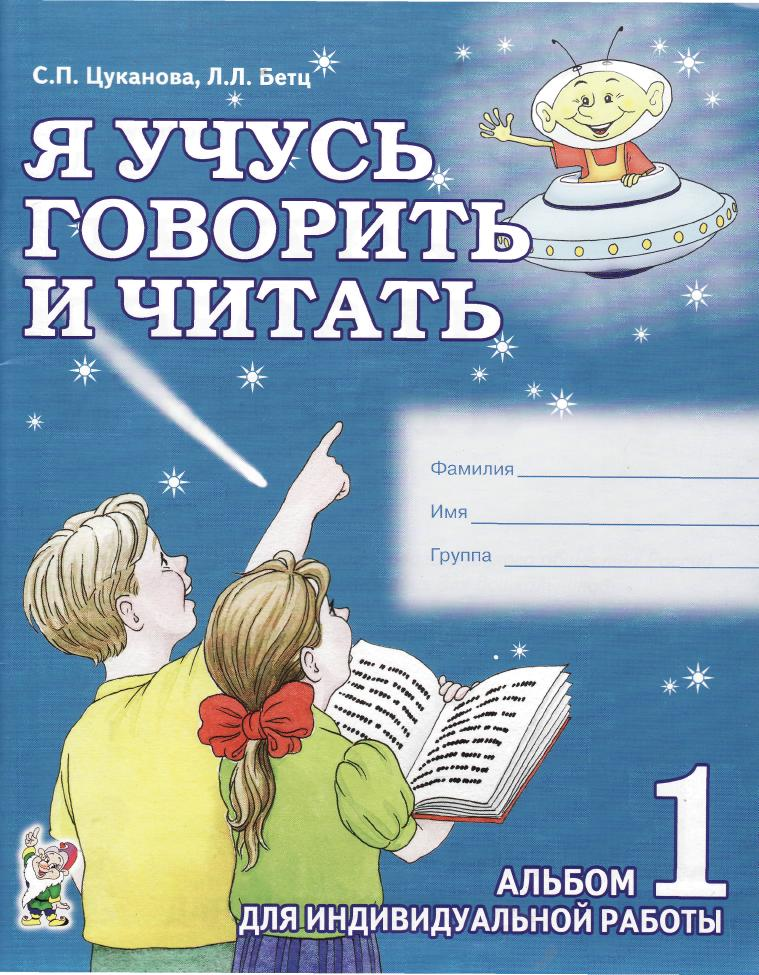 С.П. Цуканова, Л.Л. Бетц
Я УЧУСЬ
ГОВОРИТЬ
И ЧИТАТЬ
Фамилия
Имя
Группа
АЛЬБОМ 1
ДЛЯ ИНДИВИДУАЛЬНОЙ РАБОТЫ